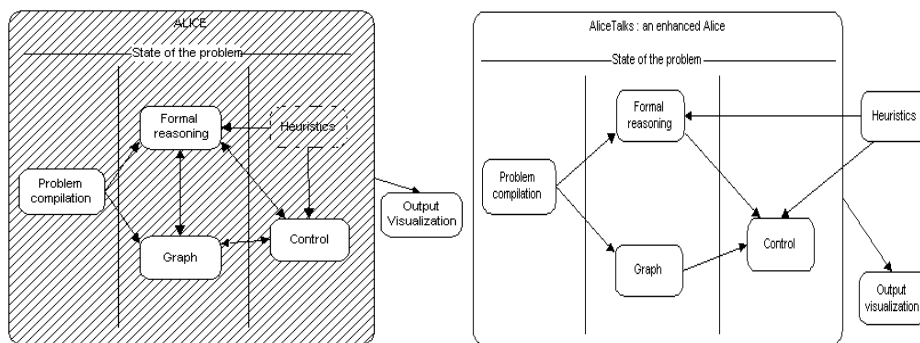 ALICE
State of the problem
Formal
reasoning
Heuristics
Problem
compilation
Output
Visualization
Graph
Control
AliceTalks : an enhanced Alice
State of the problem
Formal
reasoning
Heuristics
Problem
compilation
Control
Graph
Output
visualization